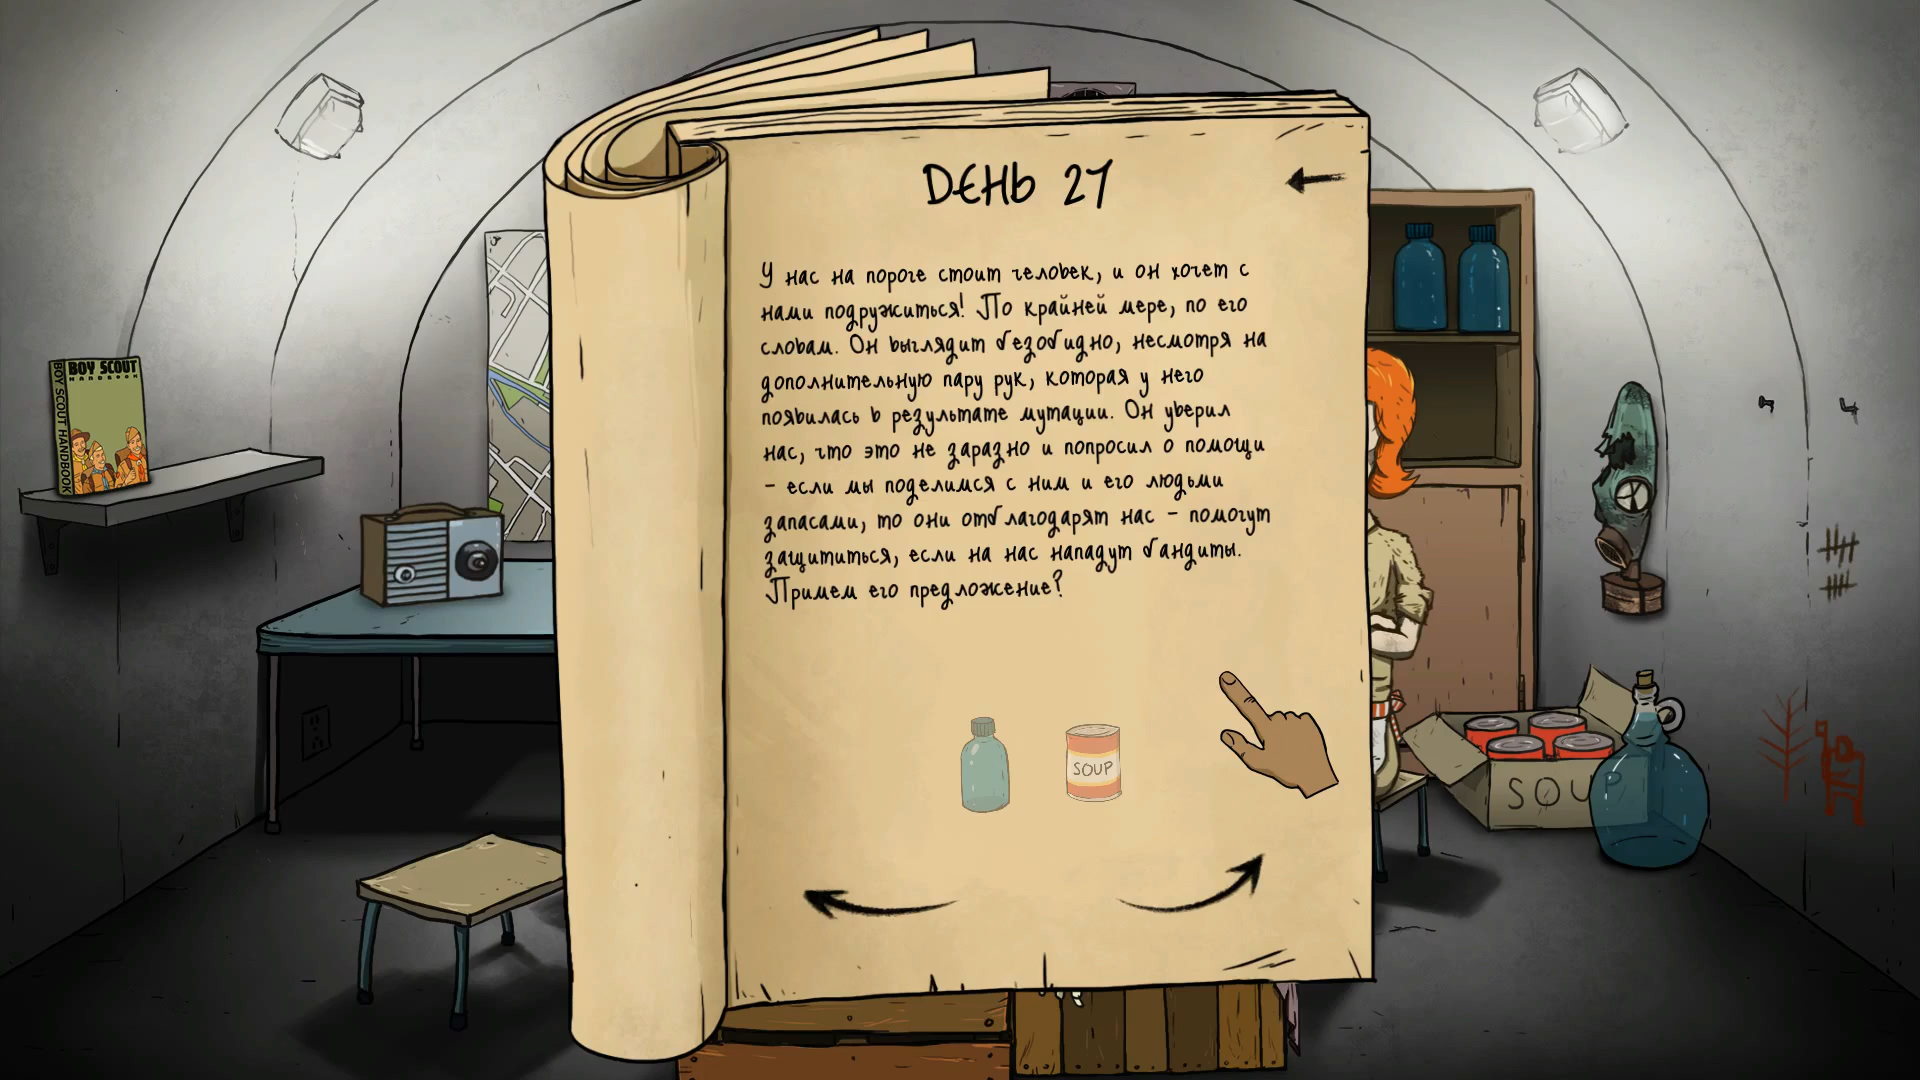 ДЕНЬ 27
У нас на пороге стоит человек, и он хочет с
нами подружиться! По крайней мере, по его
словам. Он выглядит безобидно, несмотря на
дополнительную пару рук, которая у него
появилась в результате мутации. Он уверил
нас, что это не заразно и попросил о помощи
- если мы поделимся с ним и его людьми
запасами, то они отблагодарят нас - помогут
защититься, если на нас нападут бандиты.
Примем его предложение?
SOUP
BOY SCOUT
HANDBOOK
BOY SCOUT HANDBOOK
SOUP